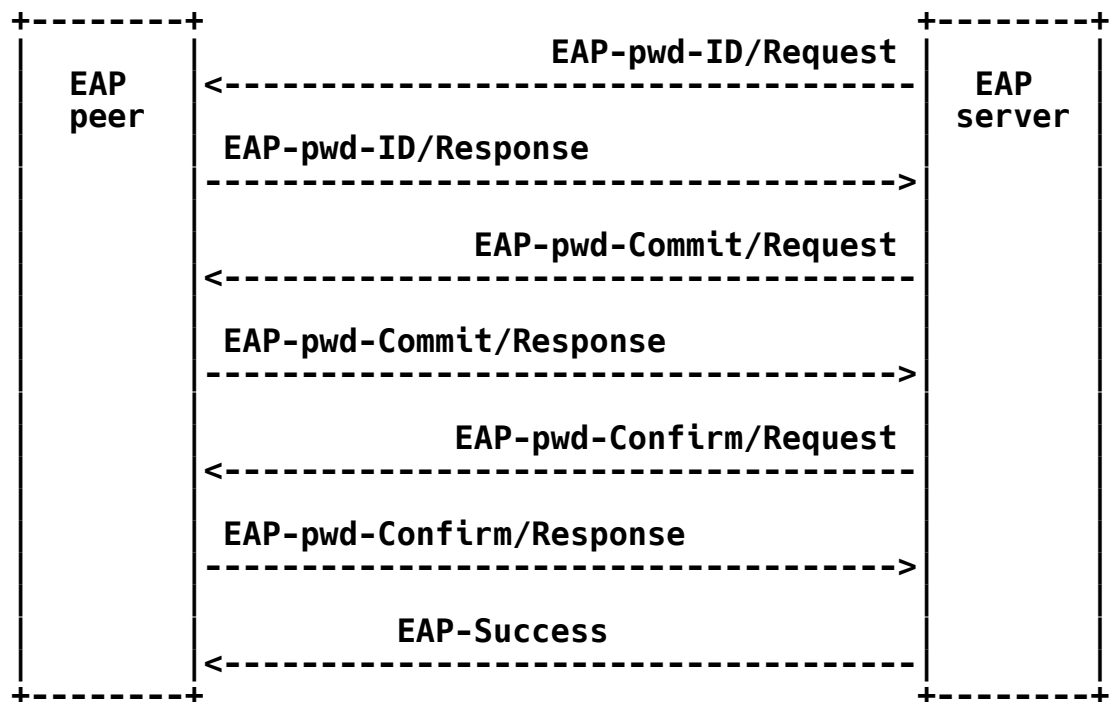 +--------+                                     +--------+
|        |                  EAP-pwd-ID/Request |        |
|  EAP   |<------------------------------------|  EAP   |
|  peer  |                                     | server |
|        | EAP-pwd-ID/Response                 |        |
|        |------------------------------------>|        |
|        |                                     |        |
|        |              EAP-pwd-Commit/Request |        |
|        |<------------------------------------|        |
|        |                                     |        |
|        | EAP-pwd-Commit/Response             |        |
|        |------------------------------------>|        |
|        |                                     |        |
|        |             EAP-pwd-Confirm/Request |        |
|        |<------------------------------------|        |
|        |                                     |        |
|        | EAP-pwd-Confirm/Response            |        |
|        |------------------------------------>|        |
|        |                                     |        |
|        |          EAP-Success                |        |
|        |<------------------------------------|        |
+--------+                                     +--------+